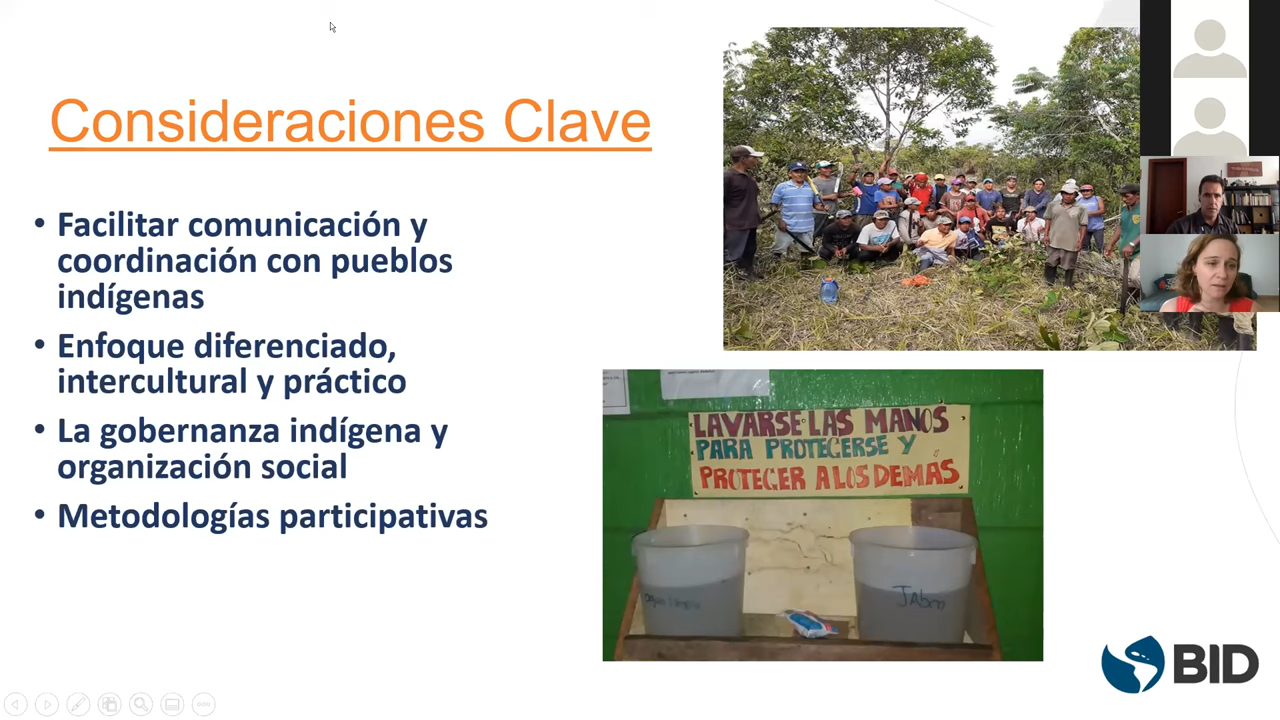 Consideraciones Clave
• Facilitar comunicación y
coordinación con pueblos
indígenas
• Enfoque diferenciado,
intercultural y práctico
• La gobernanza indígena y
organización social
• Metodologías participativas
LAVARSE LAS MANOS
PARA PROTEGERSE Y
PROTEGER A LOS DEMÁS
Jabon
BID